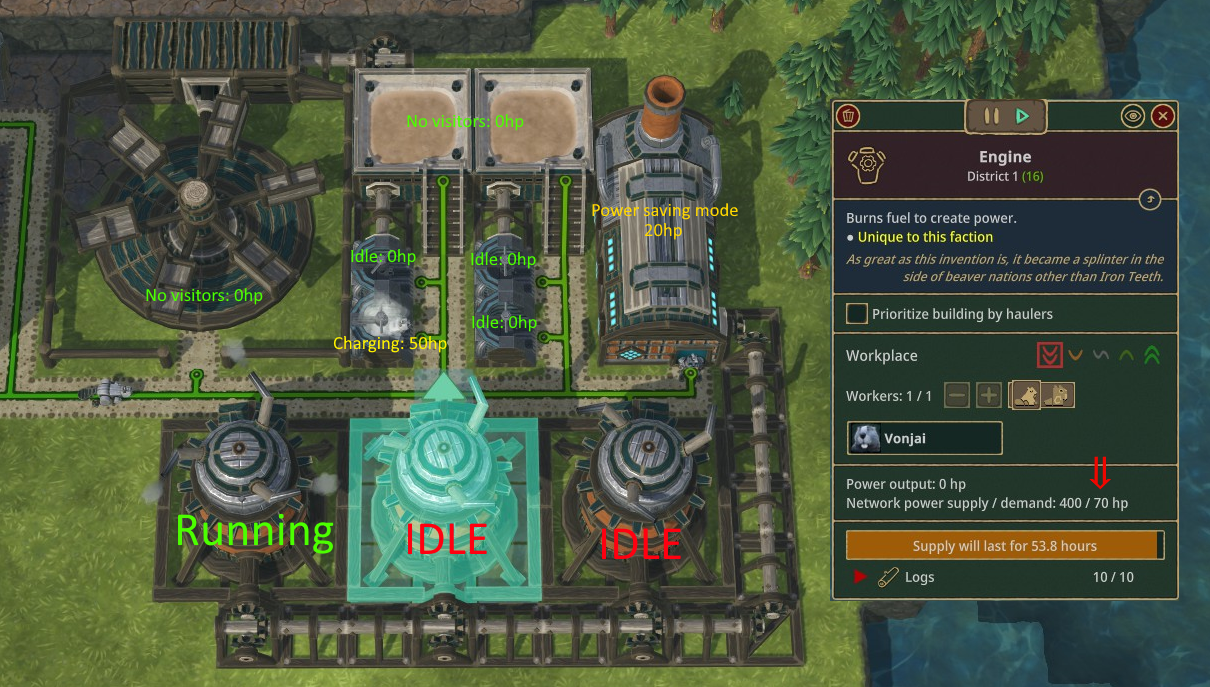 No visitors: 0hp
Power saving mode
20hp
Idle: 0hp
Idle: 0hp
No visitors: 0hp
Idle: 0hp
Charging: 50hp
Running
IDLE
IDLE
Engine
District 1 (16)
Burns fuel to create power.
● Unique to this faction
As great as this invention is, it became a splinter in the
side of beaver nations other than Iron Teeth.
Prioritize building by haulers
Workplace
Workers: 1 / 1
Vonjai
Power output: 0 hp
Network power supply / demand: 400 / 70 hp
Supply will last for 53.8 hours
Logs 10 / 10